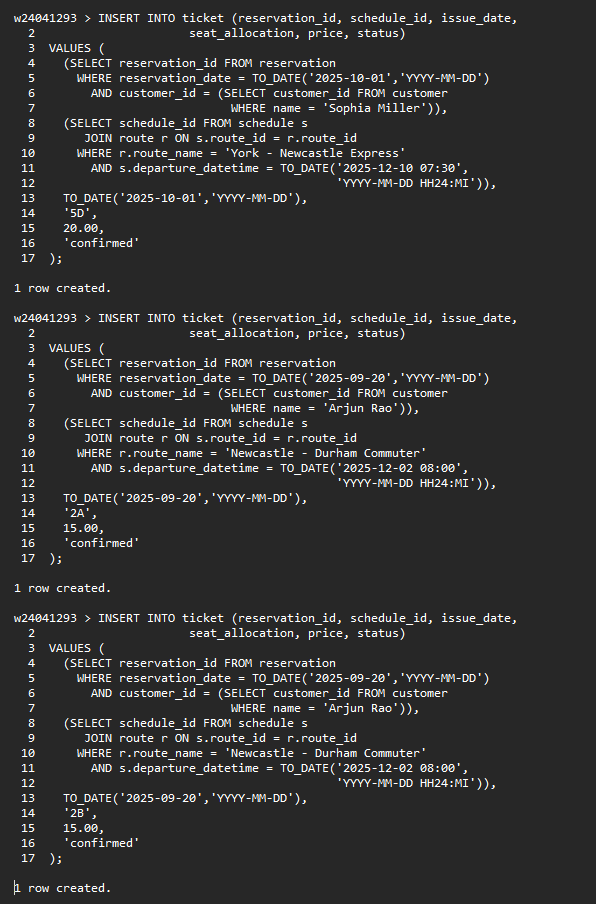 w24041293 > INSERT INTO ticket (reservation_id, schedule_id, issue_date,
  2                      seat_allocation, price, status)
  3  VALUES (
  4    (SELECT reservation_id FROM reservation
  5      WHERE reservation_date = TO_DATE('2025-10-01','YYYY-MM-DD')
  6        AND customer_id = (SELECT customer_id FROM customer
  7                            WHERE name = 'Sophia Miller')),
  8    (SELECT schedule_id FROM schedule s
  9       JOIN route r ON s.route_id = r.route_id
 10      WHERE r.route_name = 'York - Newcastle Express'
 11        AND s.departure_datetime = TO_DATE('2025-12-10 07:30',
 12                                           'YYYY-MM-DD HH24:MI')),
 13    TO_DATE('2025-10-01','YYYY-MM-DD'),
 14    '5D',
 15    20.00,
 16    'confirmed'
 17  );
1 row created.
w24041293 > INSERT INTO ticket (reservation_id, schedule_id, issue_date,
  2                      seat_allocation, price, status)
  3  VALUES (
  4    (SELECT reservation_id FROM reservation
  5      WHERE reservation_date = TO_DATE('2025-09-20','YYYY-MM-DD')
  6        AND customer_id = (SELECT customer_id FROM customer
  7                            WHERE name = 'Arjun Rao')),
  8    (SELECT schedule_id FROM schedule s
  9       JOIN route r ON s.route_id = r.route_id
 10      WHERE r.route_name = 'Newcastle - Durham Commuter'
 11        AND s.departure_datetime = TO_DATE('2025-12-02 08:00',
 12                                           'YYYY-MM-DD HH24:MI')),
 13    TO_DATE('2025-09-20','YYYY-MM-DD'),
 14    '2A',
 15    15.00,
 16    'confirmed'
 17  );
1 row created.
w24041293 > INSERT INTO ticket (reservation_id, schedule_id, issue_date,
  2                      seat_allocation, price, status)
  3  VALUES (
  4    (SELECT reservation_id FROM reservation
  5      WHERE reservation_date = TO_DATE('2025-09-20','YYYY-MM-DD')
  6        AND customer_id = (SELECT customer_id FROM customer
  7                            WHERE name = 'Arjun Rao')),
  8    (SELECT schedule_id FROM schedule s
  9       JOIN route r ON s.route_id = r.route_id
 10      WHERE r.route_name = 'Newcastle - Durham Commuter'
 11        AND s.departure_datetime = TO_DATE('2025-12-02 08:00',
 12                                           'YYYY-MM-DD HH24:MI')),
 13    TO_DATE('2025-09-20','YYYY-MM-DD'),
 14    '2B',
 15    15.00,
 16    'confirmed'
 17  );
1 row created.